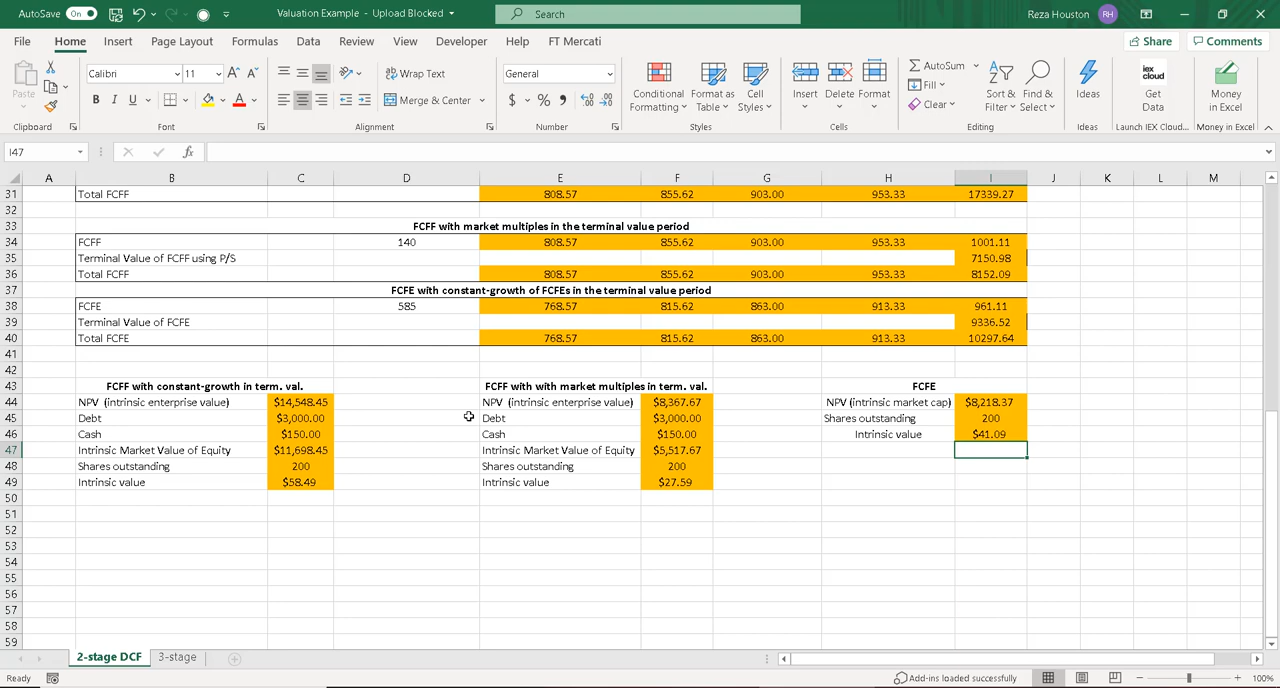 AutoSave On Valuation Example - Upload Blocked Search Reza Houston RH
File Home Insert Page Layout Formulas Data Review View Developer Help FT Mercati Share Comments
Paste Calibri 11 Wrap Text General Conditional Formatting Format as Table Cell Styles Insert Delete Format AutoSum Sort & Filter Find & Select Ideas iex cloud Get Data Money in Excel
B I U Merge & Center $ % Fill
Clear
Clipboard Font Alignment Number Styles Cells Editing Ideas Launch IEX Cloud... Money in Excel
I47 fx
A B C D E F G H I J K L M
31 Total FCFF 808.57 855.62 903.00 953.33 17339.27
32
33 FCFF with market multiples in the terminal value period
34 FCFF 140 808.57 855.62 903.00 953.33 1001.11
35 Terminal Value of FCFF using P/S 7150.98
36 Total FCFF 808.57 855.62 903.00 953.33 8152.09
37 FCFE with constant-growth of FCFEs in the terminal value period
38 FCFE 585 768.57 815.62 863.00 913.33 961.11
39 Terminal Value of FCFE 9336.52
40 Total FCFE 768.57 815.62 863.00 913.33 10297.64
41
42
43 FCFF with constant-growth in term. val. FCFF with with market multiples in term. val. FCFE
44 NPV (intrinsic enterprise value) $14,548.45 NPV (intrinsic enterprise value) $8,367.67 NPV (intrinsic market cap) $8,218.37
45 Debt $3,000.00 Debt $3,000.00 Shares outstanding 200
46 Cash $150.00 Cash $150.00 Intrinsic value $41.09
47 Intrinsic Market Value of Equity $11,698.45 Intrinsic Market Value of Equity $5,517.67
48 Shares outstanding 200 Shares outstanding 200
49 Intrinsic value $58.49 Intrinsic value $27.59
50
51
52
53
54
55
56
57
58
59
2-stage DCF 3-stage
Ready Add-ins loaded successfully 100%